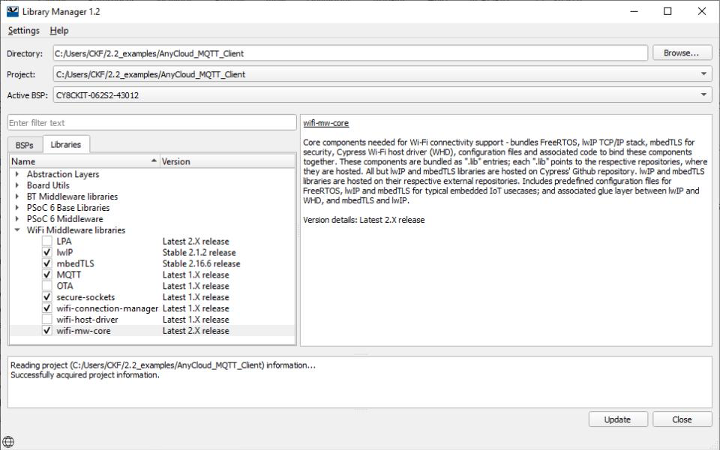 Library Manager 1.2
Settings Help
Directory: C:/Users/CKF/2.2_examples/AnyCloud_MQTT_Client Browse...
Project: C:/Users/CKF/2.2_examples/AnyCloud_MQTT_Client
Active BSP: CY8CKIT-062S2-43012
Enter filter text
BSPs Libraries
Name Version
Abstraction Layers
Board Utils
BT Middleware libraries
PSoC 6 Base Libraries
PSoC 6 Middleware
WiFi Middleware libraries
LPA Latest 2.X release
lwIP Stable 2.1.2 release
mbedTLS Stable 2.16.6 release
MQTT Latest 1.X release
OTA Latest 1.X release
secure-sockets Latest 1.X release
wifi-connection-manager Latest 1.X release
wifi-host-driver Latest 1.X release
wifi-mw-core Latest 2.X release
wifi-mw-core
Core components needed for Wi-Fi connectivity support - bundles FreeRTOS, lwIP TCP/IP stack, mbedTLS for
security, Cypress Wi-Fi host driver (WHD), configuration files and associated code to bind these components
together. These components are bundled as ".lib" entries; each ".lib" points to the respective repositories, where
they are hosted. All but lwIP and mbedTLS libraries are hosted on Cypress' Github repository. lwIP and mbedTLS
libraries are hosted on their respective external repositories. Includes predefined configuration files for
FreeRTOS, lwIP and mbedTLS for typical embedded IoT usecases; and associated glue layer between lwIP and
WHD, and mbedTLS and lwIP.
Version details: Latest 2.X release
Reading project (C:/Users/CKF/2.2_examples/AnyCloud_MQTT_Client) information...
Successfully acquired project information.
Update Close